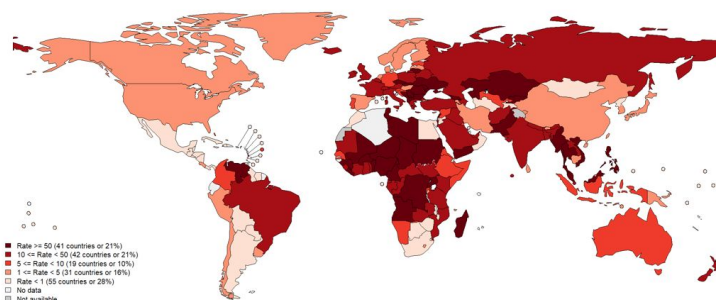 Rate >= 50 (41 countries or 21%)
10 <= Rate < 50 (42 countries or 21%)
5 <= Rate < 10 (19 countries or 10%)
1 <= Rate < 5 (31 countries or 16%)
Rate < 1 (55 countries or 28%)
No data
Not available